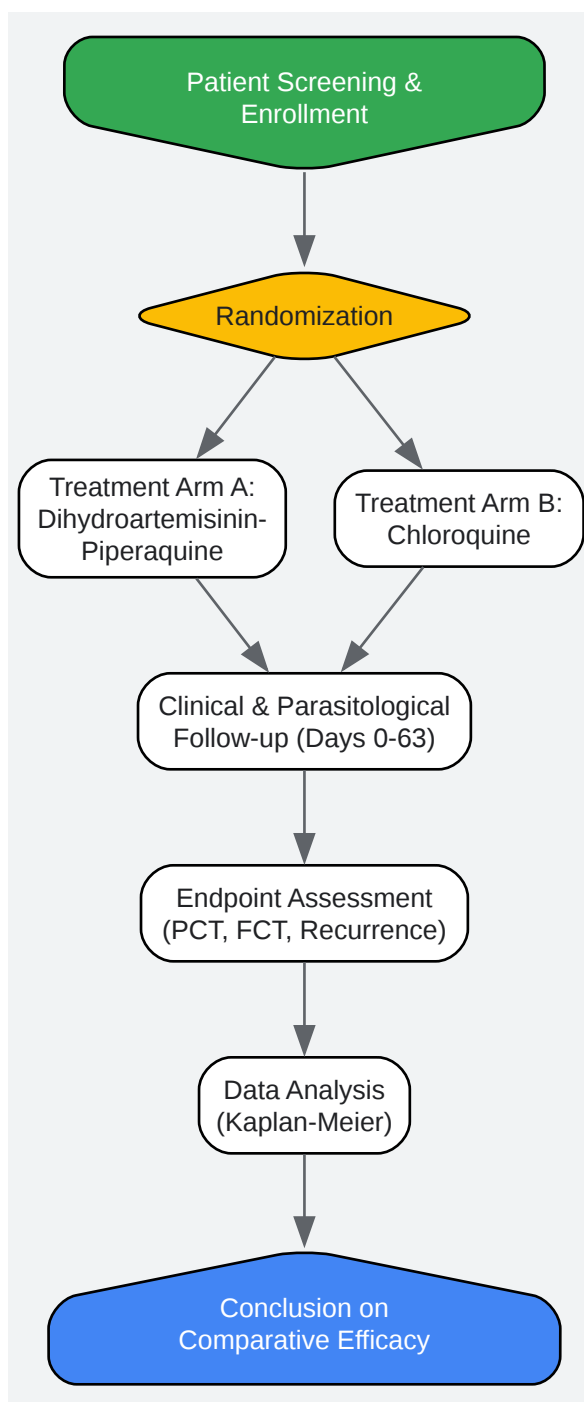 Patient Screening &
Enrollment
Randomization
Treatment Arm A:
Dihydroartemisinin-
Piperaquine
Treatment Arm B:
Chloroquine
Clinical & Parasitological
Follow-up (Days 0-63)
Endpoint Assessment
(PCT, FCT, Recurrence)
Data Analysis
(Kaplan-Meier)
Conclusion on
Comparative Efficacy